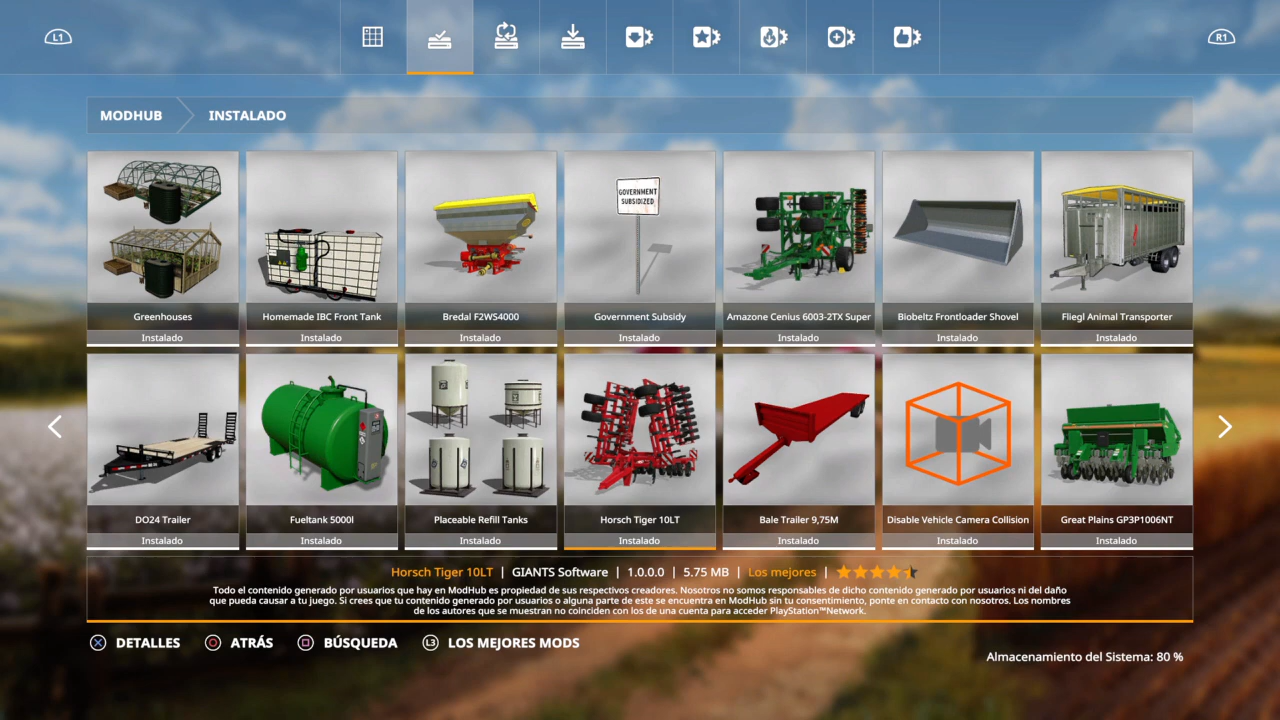 L1
R1
MODHUB
INSTALADO
GOVERNMENT
SUBSIDIZED
Greenhouses
Homemade IBC Front Tank
Bredal F2WS4000
Government Subsidy
Amazone Cenius 6003-2TX Super
Biobeltz Frontloader Shovel
Fliegl Animal Transporter
Instalado
Instalado
Instalado
Instalado
Instalado
Instalado
Instalado
DO24 Trailer
Fueltank 5000l
Placeable Refill Tanks
Horsch Tiger 10LT
Bale Trailer 9,75M
Disable Vehicle Camera Collision
Great Plains GP3P1006NT
Instalado
Instalado
Instalado
Instalado
Instalado
Instalado
Instalado
Horsch Tiger 10LT | GIANTS Software | 1.0.0.0 | 5.75 MB | Los mejores |
Todo el contenido generado por usuarios que hay en ModHub es propiedad de sus respectivos creadores. Nosotros no somos responsables de dicho contenido generado por usuarios ni del daño
que pueda causar a tu juego. Si crees que tu contenido generado por usuarios o alguna parte de este se encuentra en ModHub sin tu consentimiento, ponte en contacto con nosotros. Los nombres
de los autores que se muestran no coinciden con los de una cuenta para acceder PlayStation™Network.
DETALLES
ATRÁS
BÚSQUEDA
L3 LOS MEJORES MODS
Almacenamiento del Sistema: 80 %